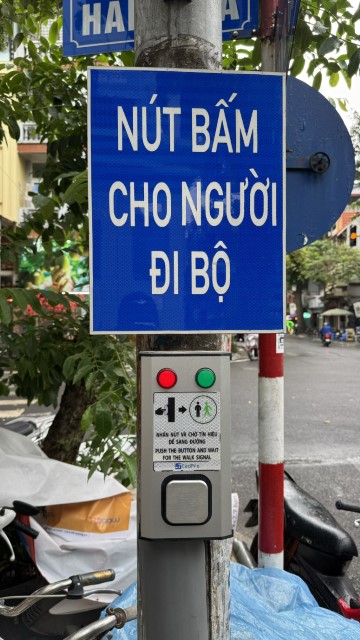 NÚT BẤM
CHO NGƯỜI
ĐI BỘ
NHẤN NÚT VÀ CHỜ TÍN HIỆU
ĐỂ SANG ĐƯỜNG
PUSH THE BUTTON AND WAIT
FOR THE WALK SIGNAL